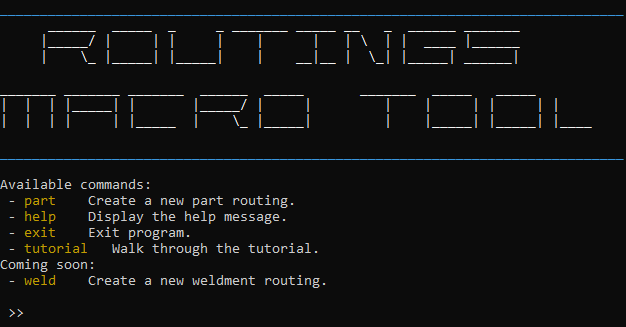 ROUTINGS
MACRO TOOL
Available commands:
- part    Create a new part routing.
- help    Display the help message.
- exit    Exit program.
- tutorial   Walk through the tutorial.
Coming soon:
- weld    Create a new weldment routing.
>>